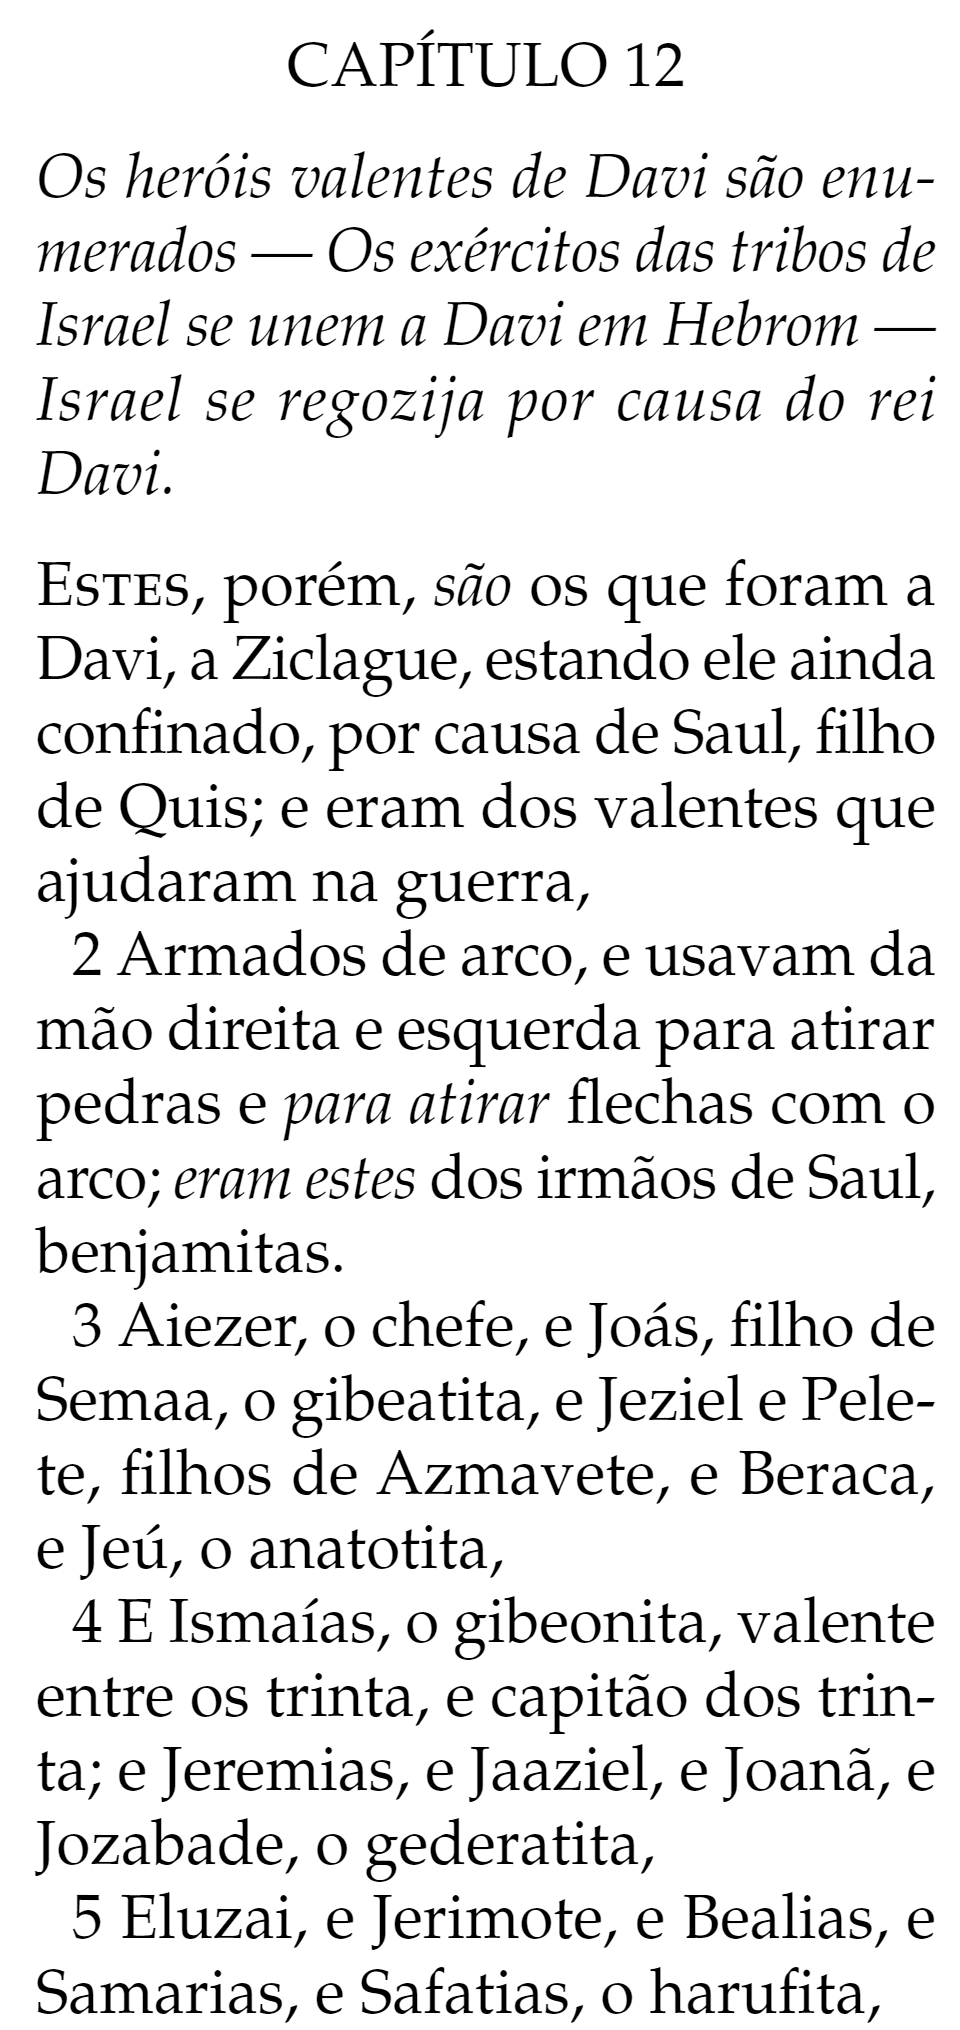 CAPÍTULO 12
Os heróis valentes de Davi são enu-
merados — Os exércitos das tribos de
Israel se unem a Davi em Hebrom —
Israel se regozija por causa do rei
Davi.
Estes, porém, são os que foram a
Davi, a Ziclague, estando ele ainda
confinado, por causa de Saul, filho
de Quis; e eram dos valentes que
ajudaram na guerra,
2 Armados de arco, e usavam da
mão direita e esquerda para atirar
pedras e para atirar flechas com o
arco; eram estes dos irmãos de Saul,
benjamitas.
3 Aiezer, o chefe, e Joás, filho de
Semaa, o gibeatita, e Jeziel e Pele-
te, filhos de Azmavete, e Beraca,
e Jeú, o anatotita,
4 E Ismaías, o gibeonita, valente
entre os trinta, e capitão dos trin-
ta; e Jeremias, e Jaaziel, e Joanã, e
Jozabade, o gederatita,
5 Eluzai, e Jerimote, e Bealias, e
Samarias, e Safatias, o harufita,